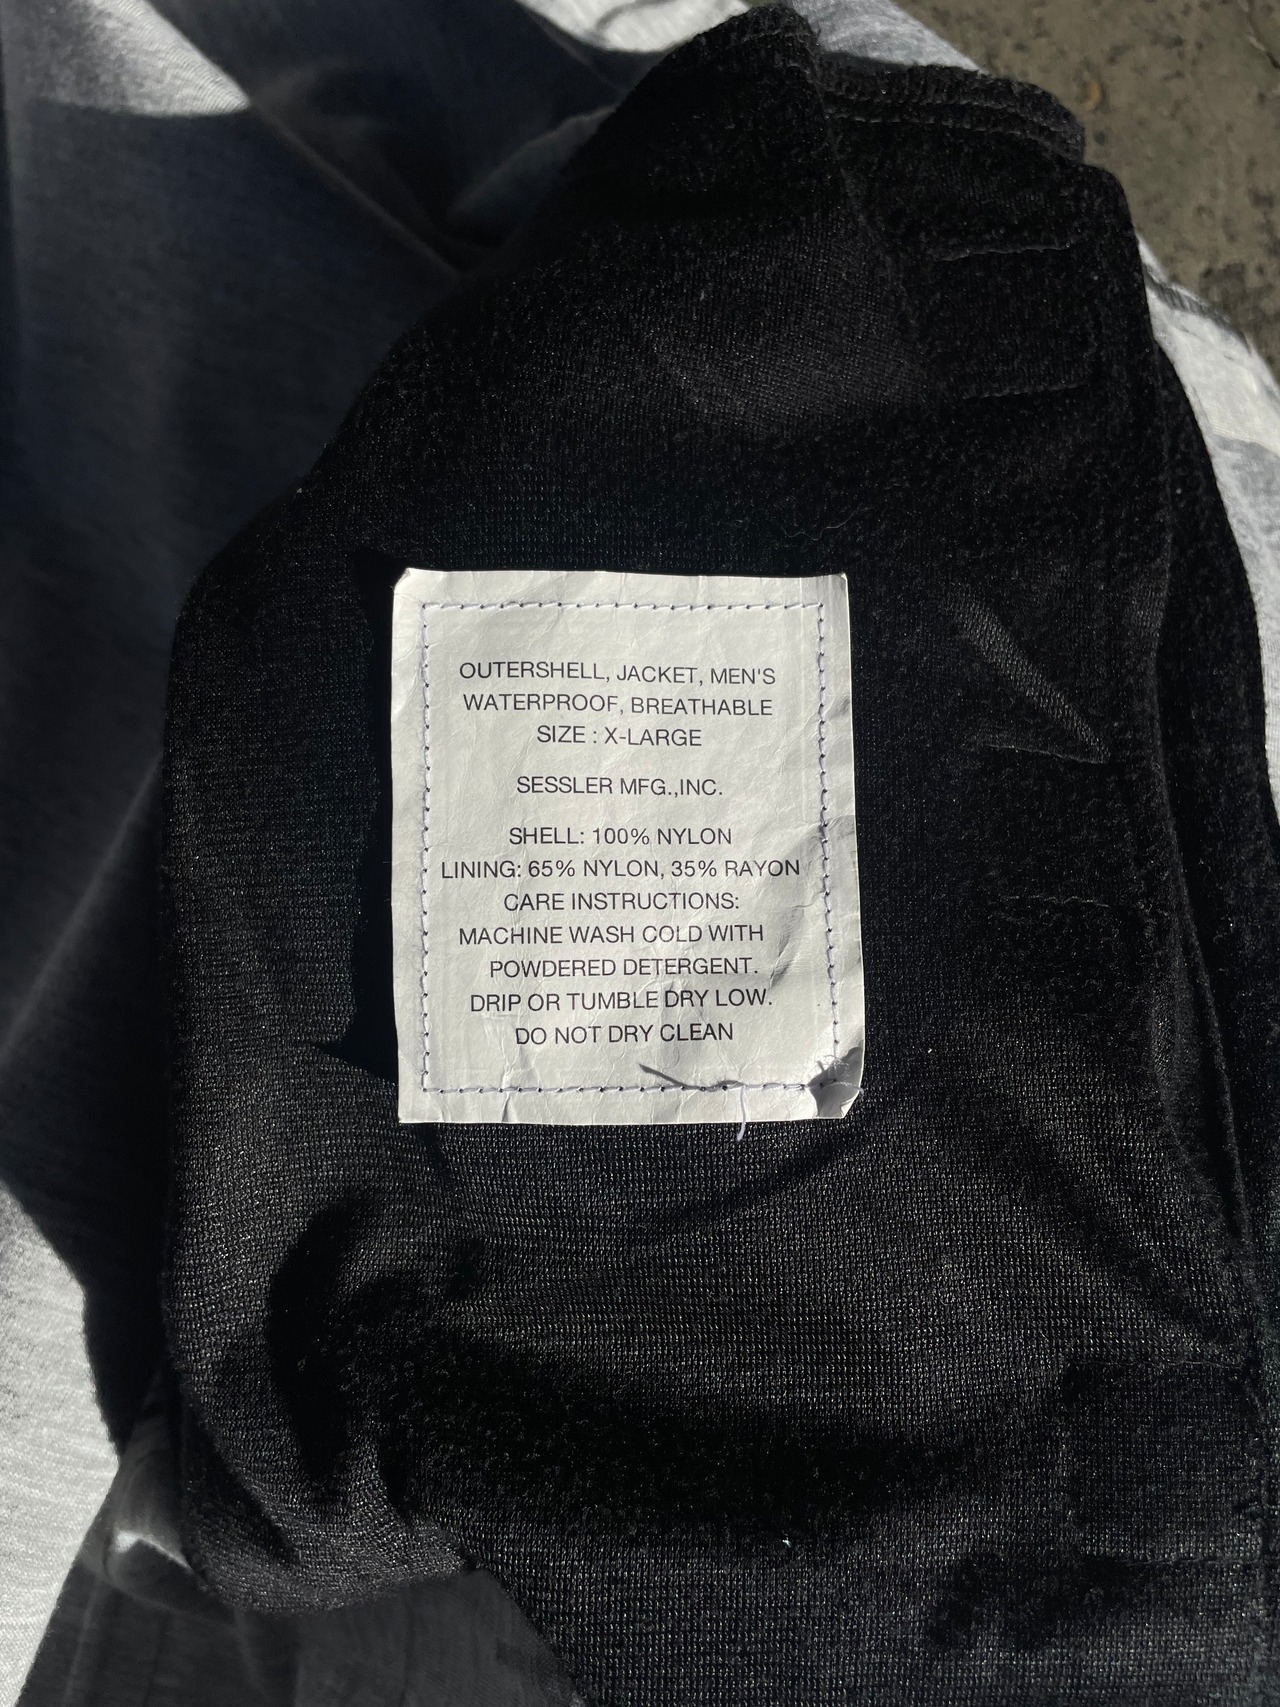 OUTERSHELL, JACKET, MEN'S
WATERPROOF, BREATHABLE
SIZE : X-LARGE
SESSLER MFG.,INC.
SHELL: 100% NYLON
LINING: 65% NYLON, 35% RAYON
CARE INSTRUCTIONS:
MACHINE WASH COLD WITH
POWDERED DETERGENT.
DRIP OR TUMBLE DRY LOW.
DO NOT DRY CLEAN